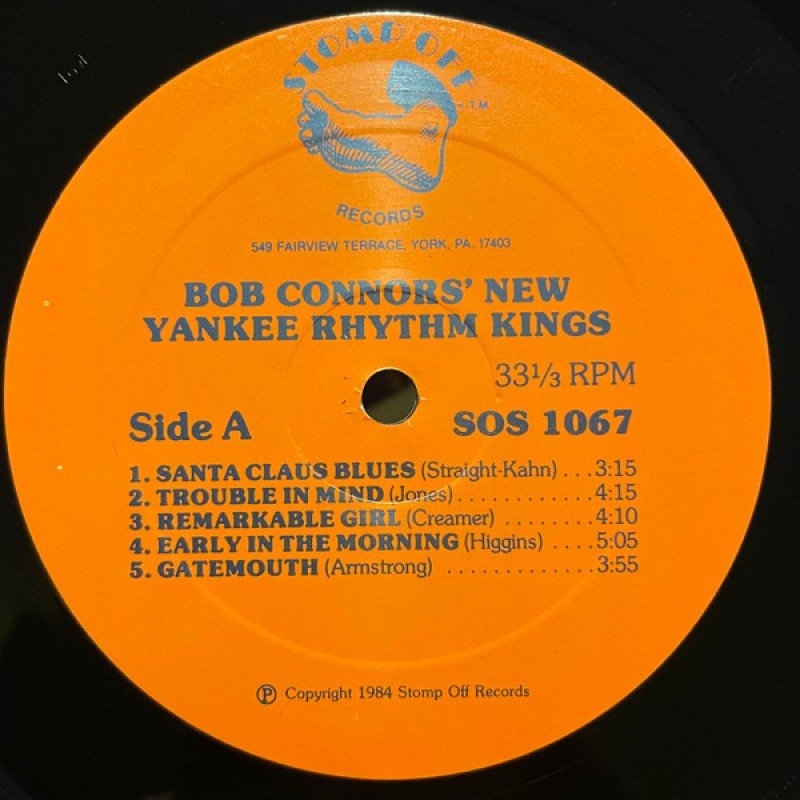 STOMP OFF
TM
RECORDS
549 FAIRVIEW TERRACE, YORK, PA. 17403
BOB CONNORS' NEW
YANKEE RHYTHM KINGS
33⅓ RPM
Side A SOS 1067
1. SANTA CLAUS BLUES (Straight-Kahn) . . . 3:15
2. TROUBLE IN MIND (Jones) . . . . . . . . . . . . 4:15
3. REMARKABLE GIRL (Creamer) . . . . . . . . 4:10
4. EARLY IN THE MORNING (Higgins) . . . . 5:05
5. GATEMOUTH (Armstrong) . . . . . . . . . . . . 3:55
Ⓟ Copyright 1984 Stomp Off Records